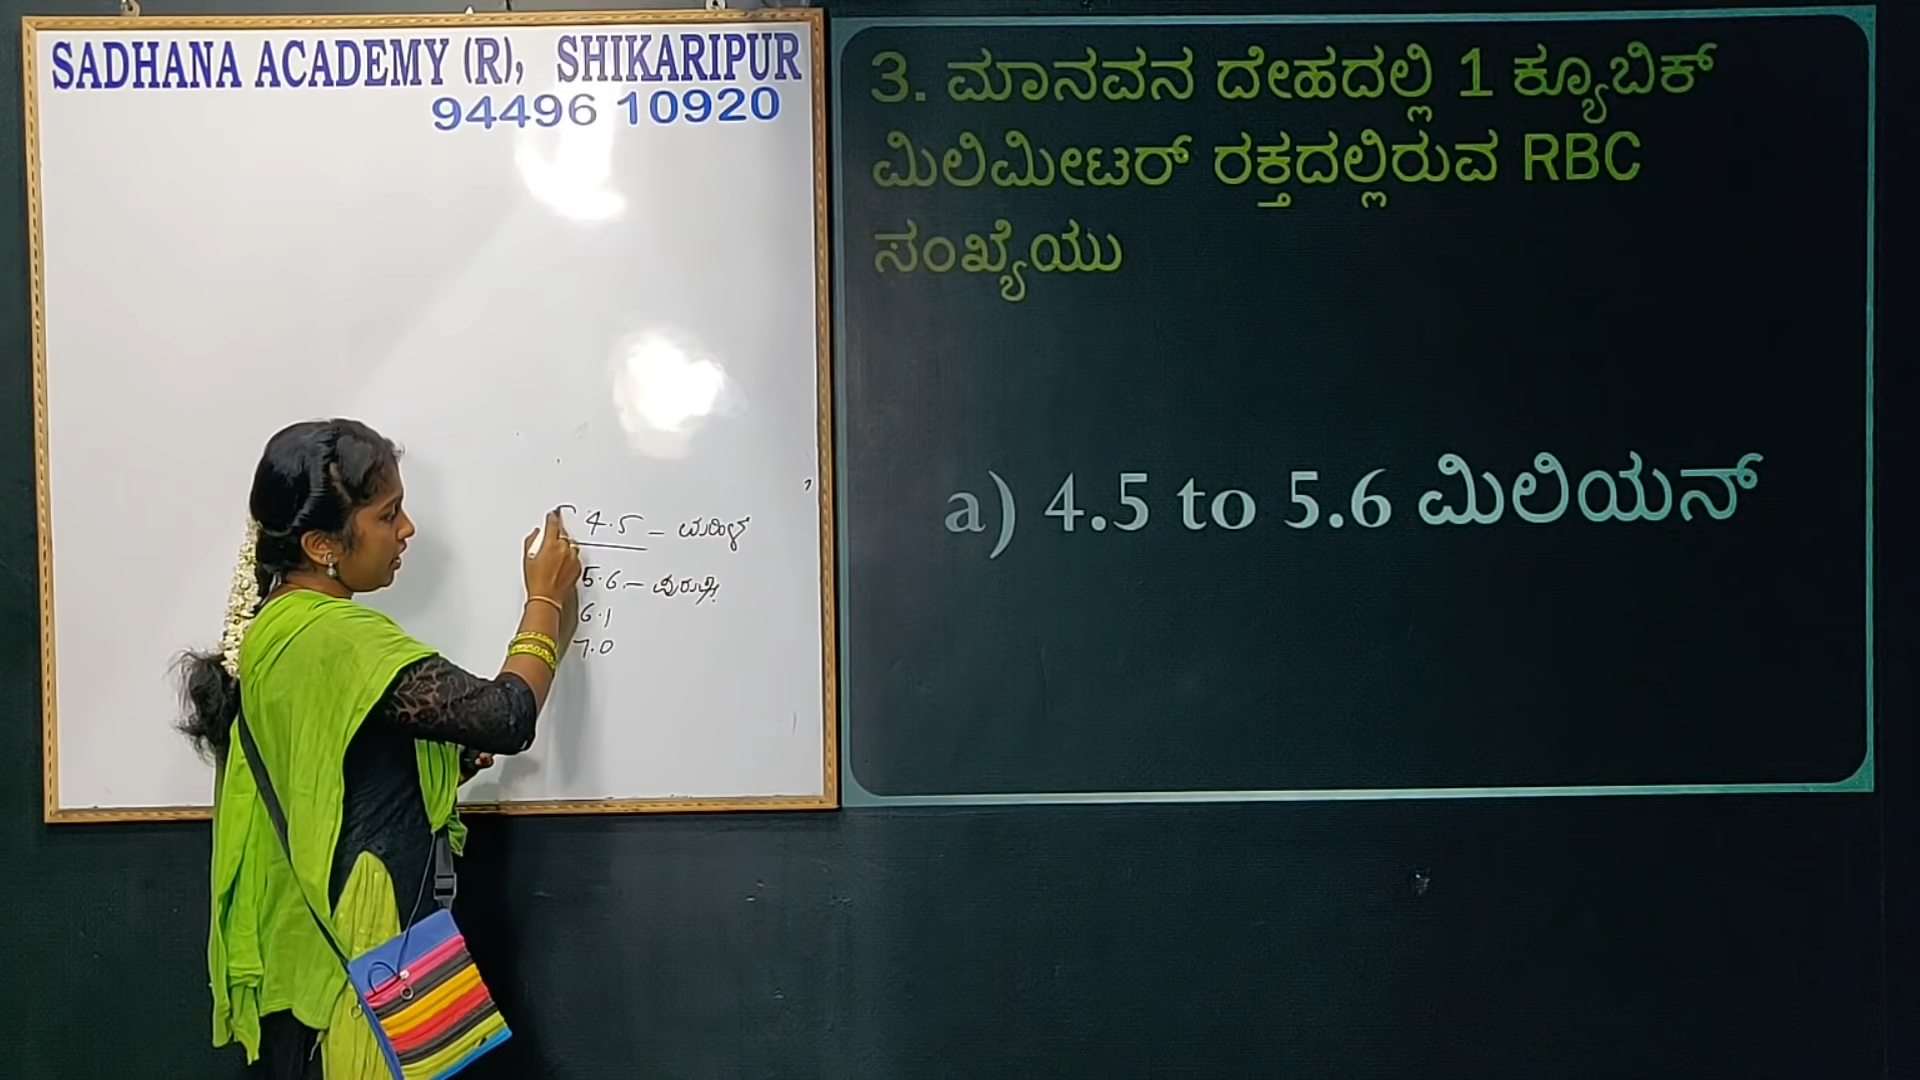 SADHANA ACADEMY (R), SHIKARIPUR
94496 10920
4.5 –
5.6 – ಪುರುಷ
6.1
7.0
3. ಮಾನವನ ದೇಹದಲ್ಲಿ 1 ಕ್ಯೂಬಿಕ್
ಮಿಲಿಮೀಟರ್ ರಕ್ತದಲ್ಲಿರುವ RBC
ಸಂಖ್ಯೆಯು
a) 4.5 to 5.6 ಮಿಲಿಯನ್